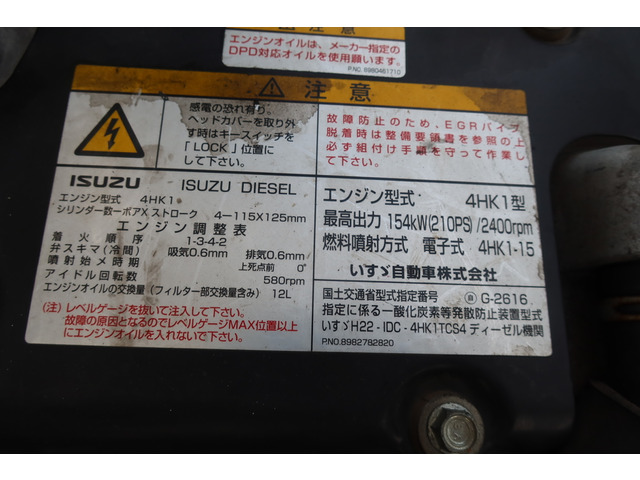 注意
エンジンオイルは、メーカー指定の
DPD対応オイルを使用願います。
P.NO. 8980461710
注意
感電の恐れ有り。
ヘッドカバーを取り外
す時はキースイッチを
「LOCK」位置に
して下さい。
故障防止のため、EGRパイプ
脱着時は整備要領書を参照の上
必ず組付け手順を守って作業し
て下さい。
ISUZU ISUZU DIESEL
エンジン型式 4HK1
シリンダー数ーボアXストローク 4ー115X125mm
エンジン調整表
着火順序 1-3-4-2
弁スキマ(冷間) 吸気0.6mm 排気0.6mm
噴射始メ時期 上死点前 0°
アイドル回転数 580rpm
エンジンオイルの交換量(フィルター部交換量含み) 12L
(注) レベルゲージを抜いて注入して下さい。
故障の原因となるのでレベルゲージMAX位置以上
にエンジンオイルを入れないで下さい。
エンジン型式 4HK1型
最高出力 154kW(210PS)/2400rpm
燃料噴射方式 電子式 4HK1-15
いすゞ自動車株式会社
国土交通省型式指定番号 G-2616
指定に係る一酸化炭素等発散防止装置型式
いすゞH22-IDC-4HK1TCS4 ディーゼル機関
P.NO.8982782820